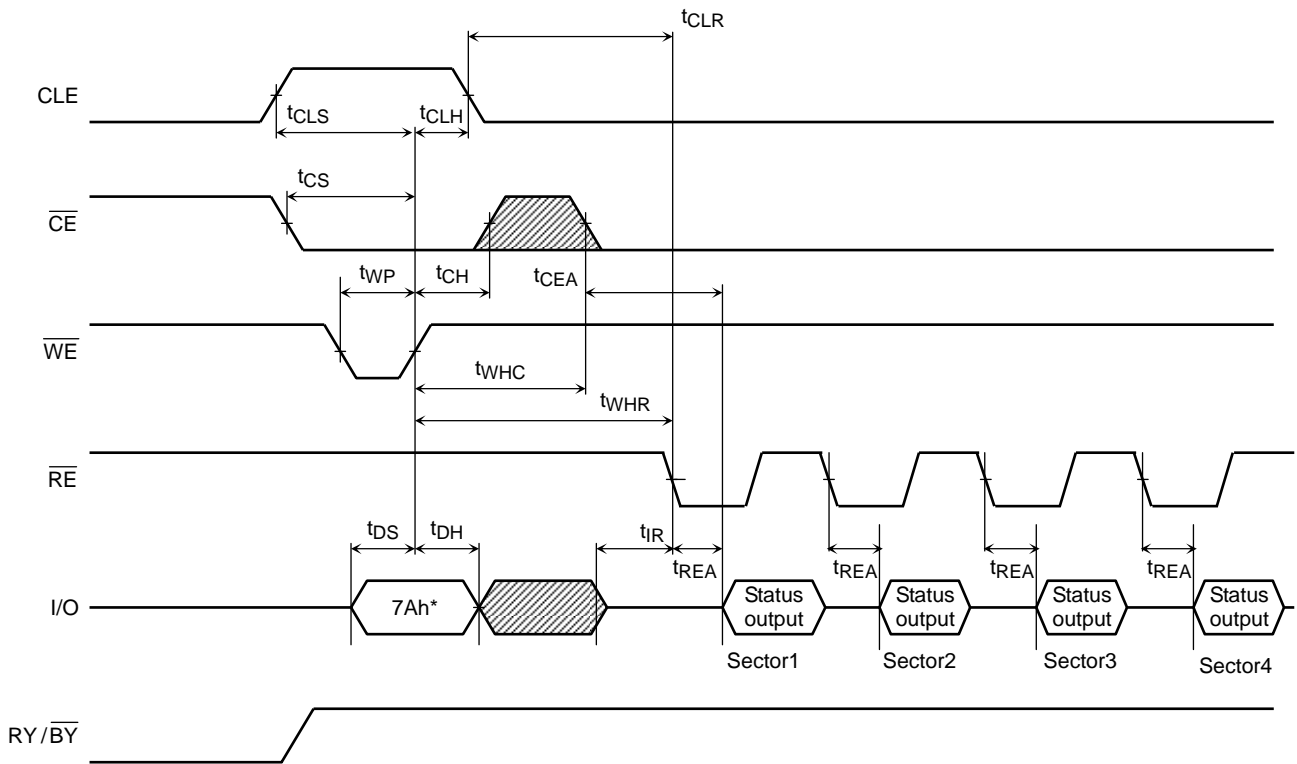 tCLR
CLE
tCLS
tCLH
tCS
CE
tWP
tCH
tCEA
WE
tWHC
tWHR
RE
tDS
tDH
tIR
tREA
tREA
tREA
tREA
I/O
7Ah*
Status
output
Status
output
Status
output
Status
output
Sector1
Sector2
Sector3
Sector4
RY/BY